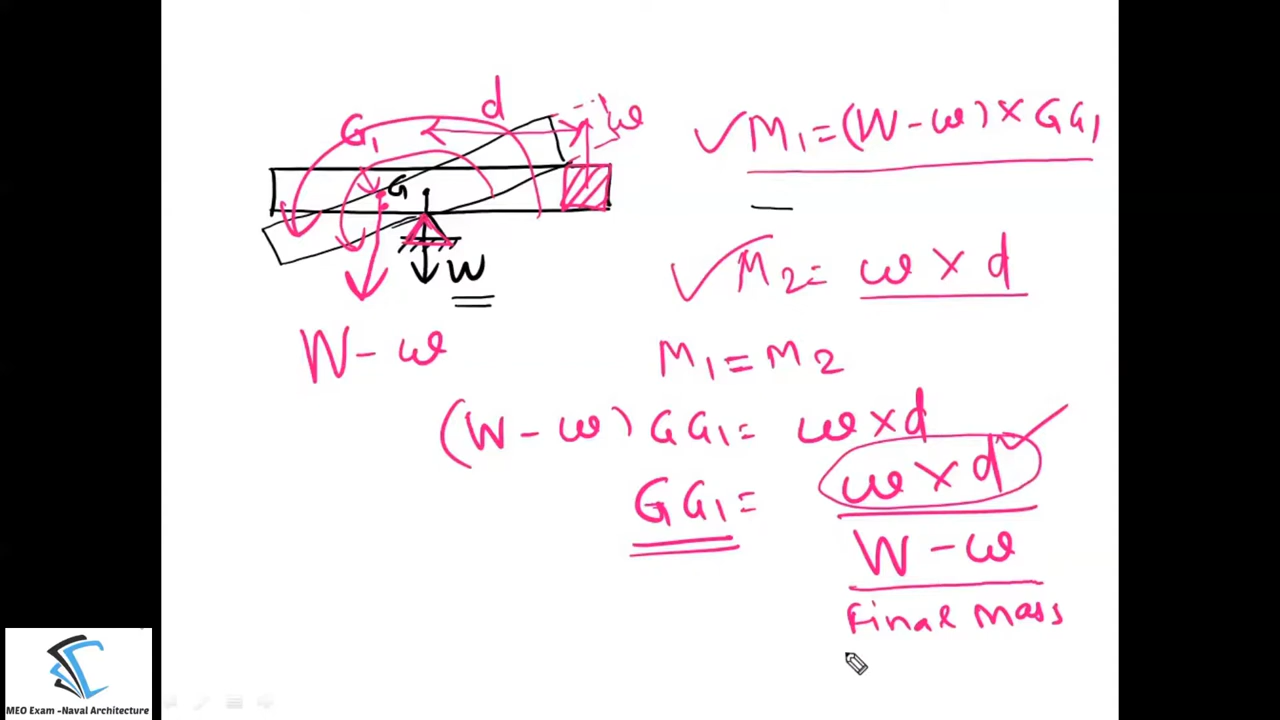 d
w
G1
G
W
W - w
M1 = (W - w) × GG1
M2 = w × d
M1 = M2
(W - w) GG1 = w × d
GG1 = w × d
W - w
Final Mass
MEO Exam -Naval Architecture